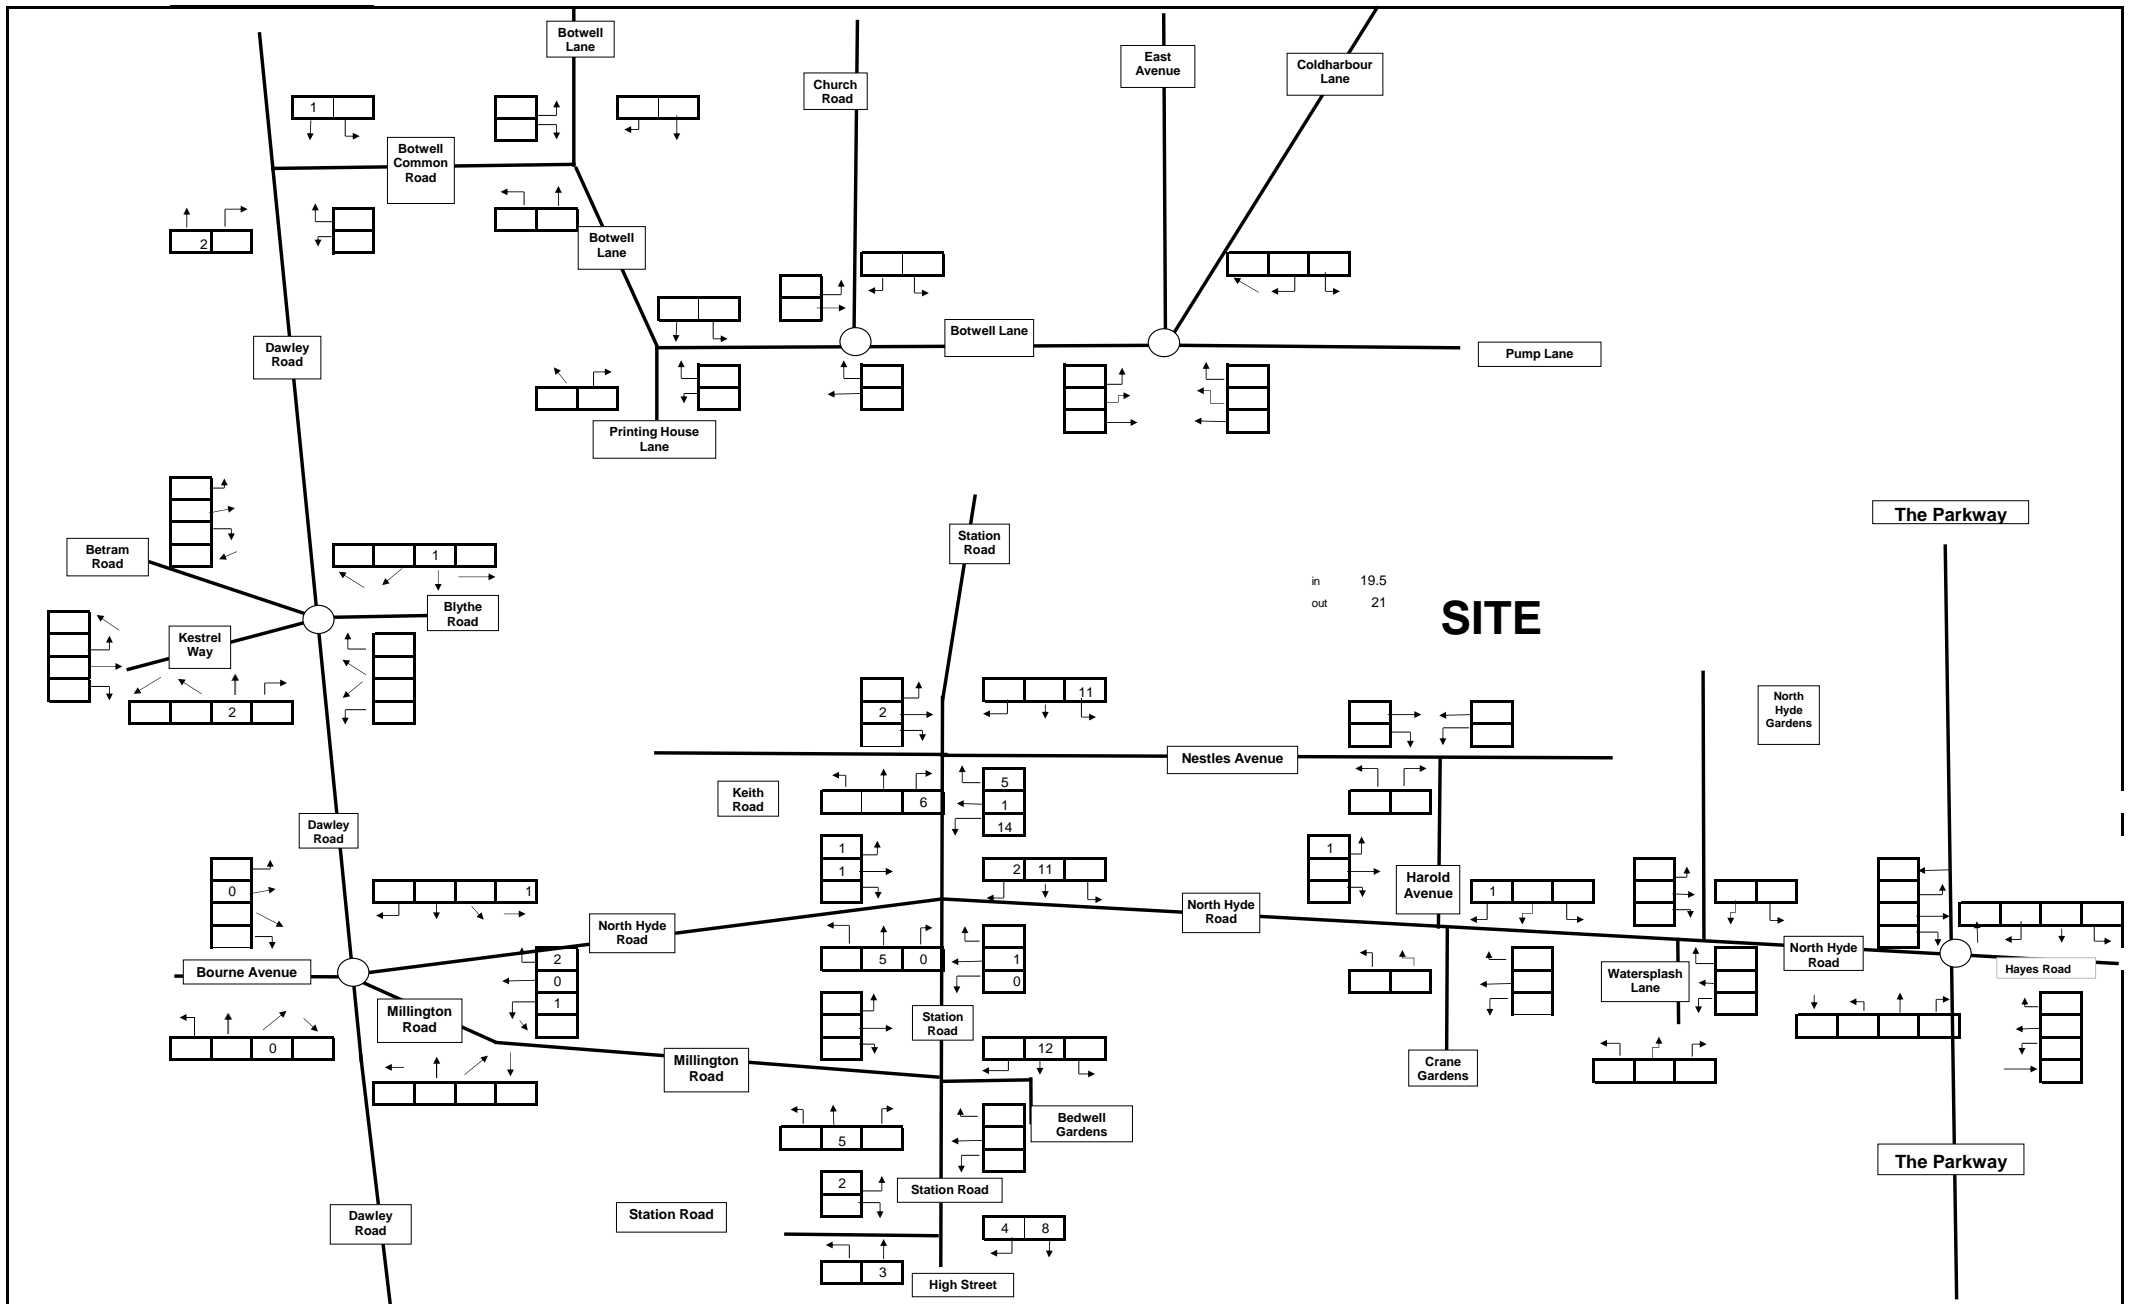 Botwell
Lane
East
Avenue
Coldharbour
Lane
Church
Road
1
Botwell
Common
Road
2
Botwell
Lane
Botwell Lane
Dawley
Road
Pump Lane
Printing House
Lane
The Parkway
Station
Road
Betram
Road
1
in 19.5
out 21
SITE
Blythe
Road
Kestrel
Way
2
2
11
North
Hyde
Gardens
Nestles Avenue
Keith
Road
6
5
1
14
Dawley
Road
1
1
2 11
1
Harold
Avenue
1
0
1
North Hyde
Road
North Hyde
Road
North Hyde
Road
Bourne Avenue
2
0
1
5 0
1
0
Hayes Road
Watersplash
Lane
Millington
Road
Station
Road
0
12
Millington
Road
Crane
Gardens
5
Bedwell
Gardens
The Parkway
2
Station Road
Dawley
Road
Station Road
4 8
3
High Street